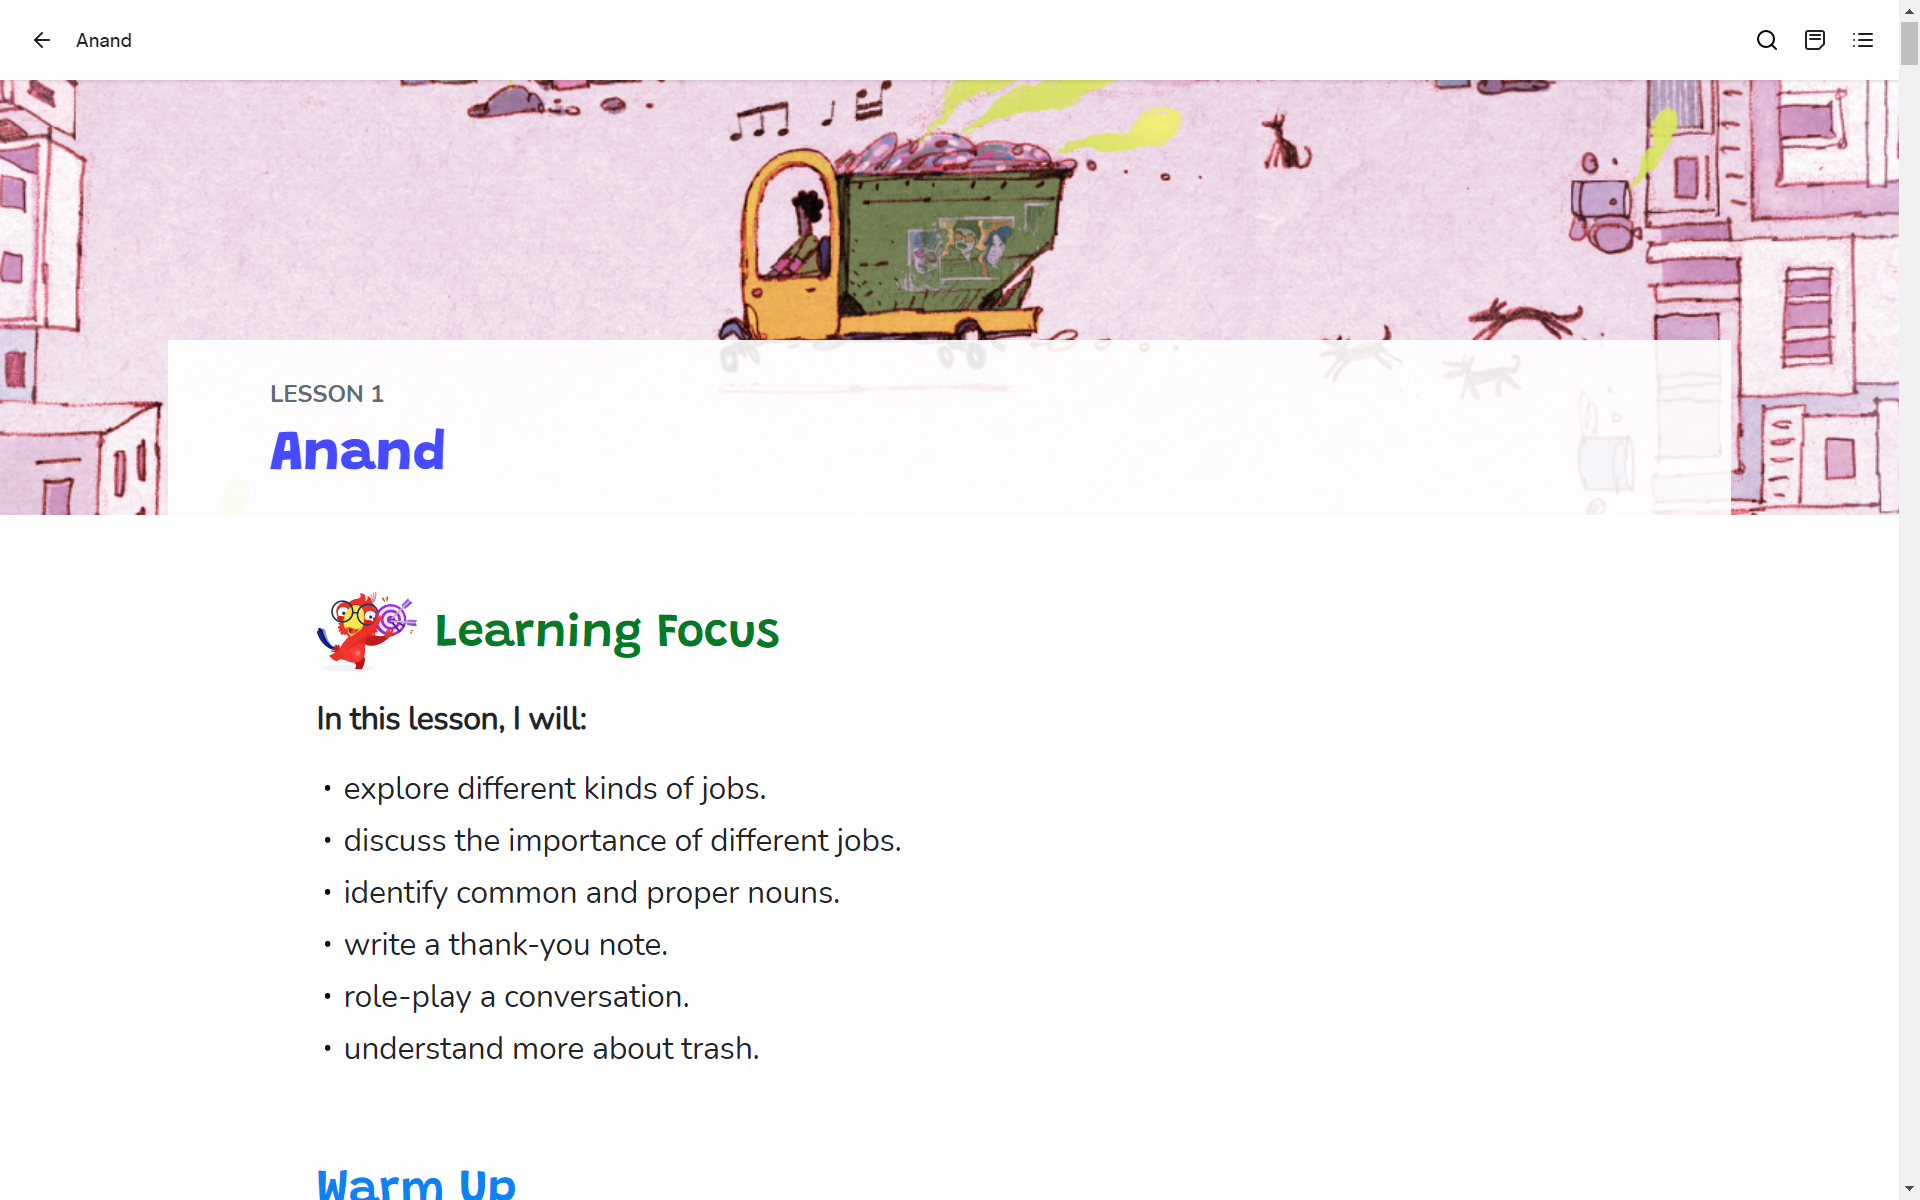 Anand
LESSON 1
Anand
Learning Focus
In this lesson, I will:
• explore different kinds of jobs.
• discuss the importance of different jobs.
• identify common and proper nouns.
• write a thank-you note.
• role-play a conversation.
• understand more about trash.
Warm Up